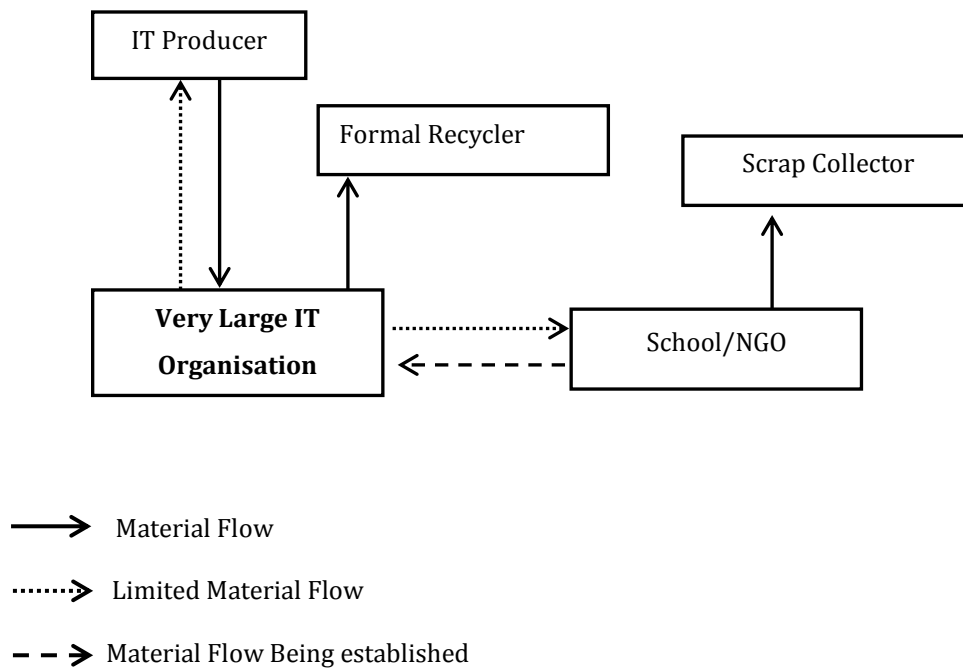 IT Producer
Formal Recycler
Scrap Collector
Very Large IT
Organisation
School/NGO
Material Flow
Limited Material Flow
Material Flow Being established